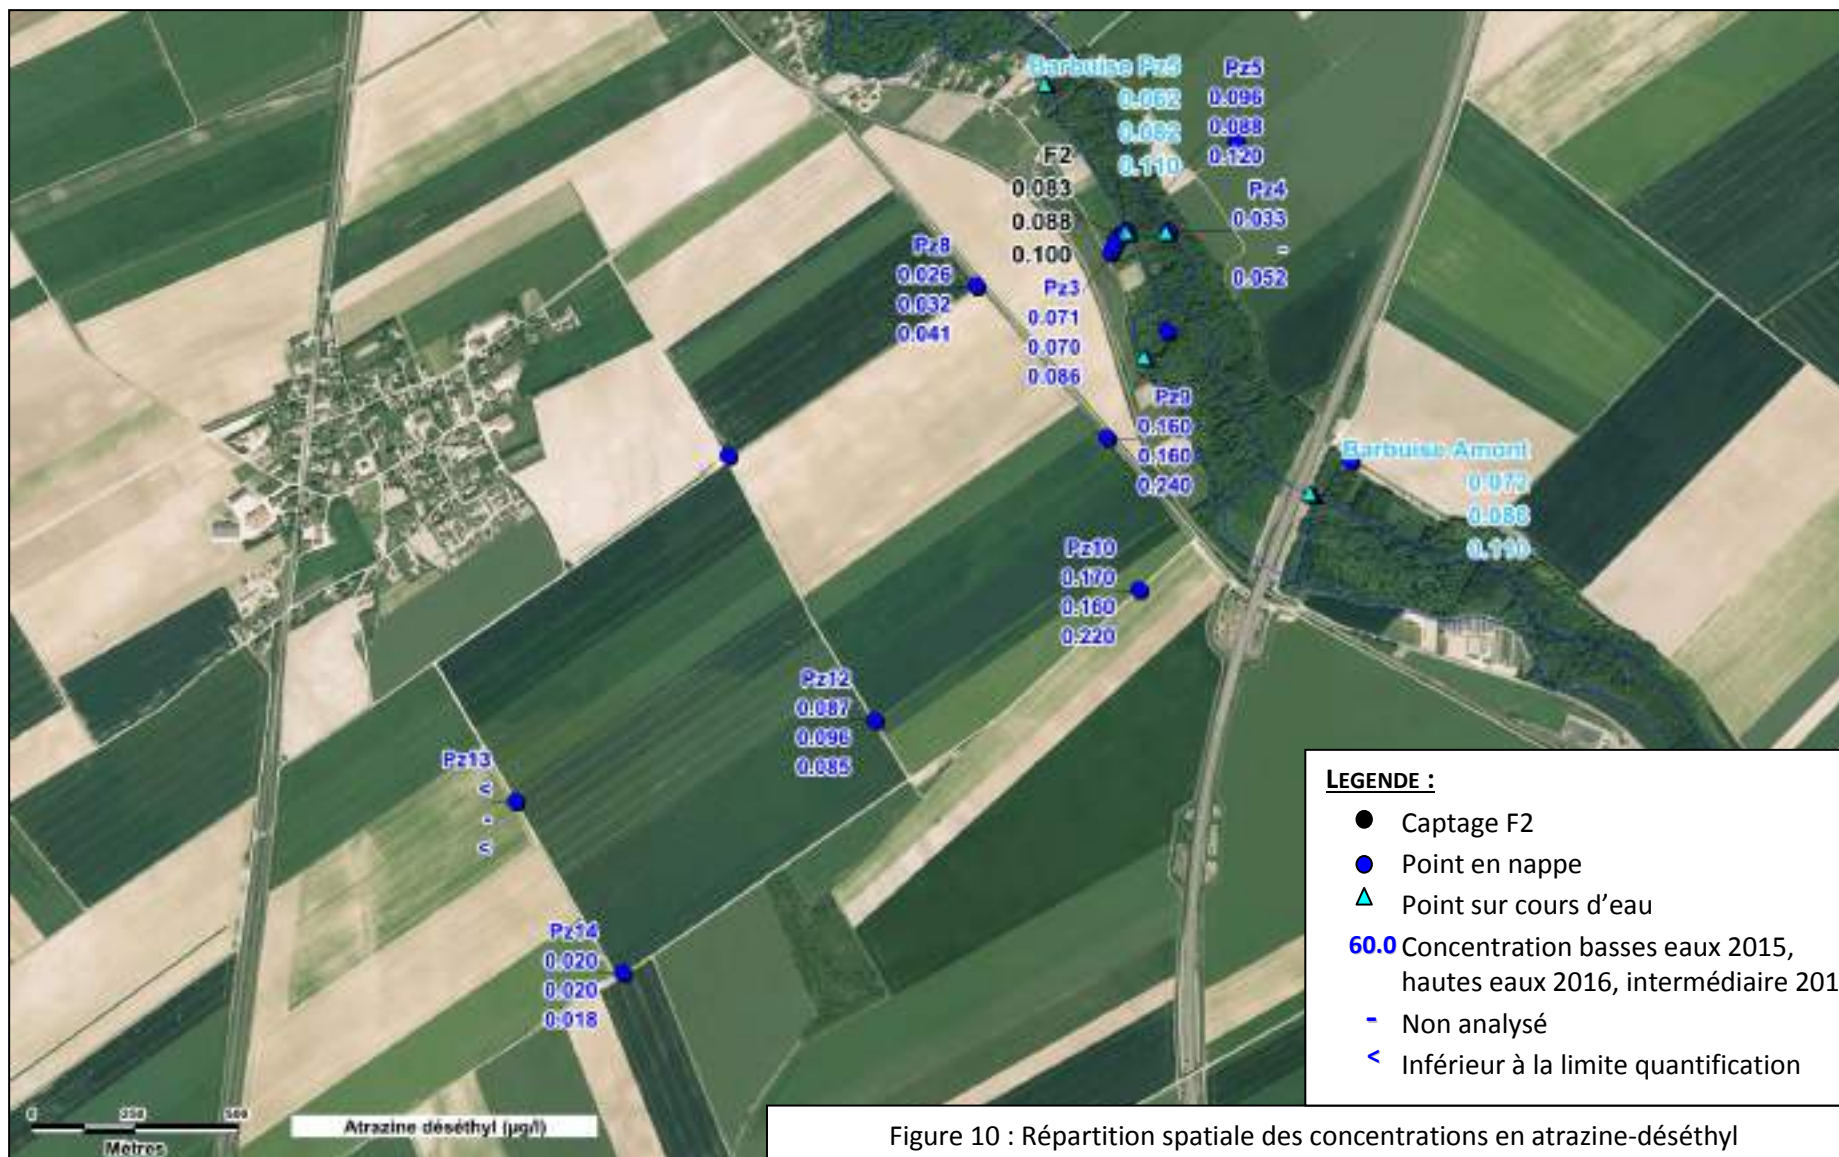 Barbuise Pz5
0.062
0.082
0.110
Pz5
0.096
0.088
0.120
F2
0.083
0.088
0.100
Pz4
0.033
-
0.052
Pz8
0.026
0.032
0.041
Pz3
0.071
0.070
0.086
Pz9
0.160
0.160
0.240
Barbuise Amont
0.110
Pz10
0.170
0.160
0.220
Pz12
0.087
0.096
0.085
Pz13
<
-
<
Pz14
0.020
0.020
0.018
LEGENDE :
Captage F2
Point en nappe
Point sur cours d'eau
60.0 Concentration basses eaux 2015,
hautes eaux 2016, intermédiaire 201
- Non analysé
< Inférieur à la limite quantification
0 250 500
Mètres
Atrazine déséthyl (µg/l)
Figure 10 : Répartition spatiale des concentrations en atrazine-déséthyl